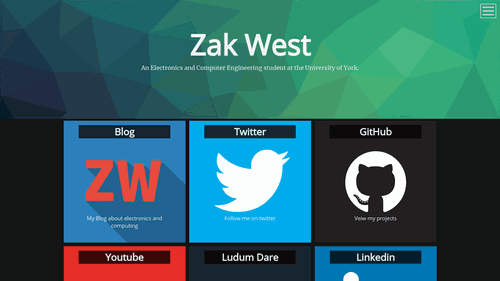 Zak West
An Electronics and Computer Engineering student at the University of York.
Blog
Twitter
GitHub
ZW
My Blog about electronics and
computing
Follow me on twitter
Veiw my projects
Youtube
Ludum Dare
Linkedin